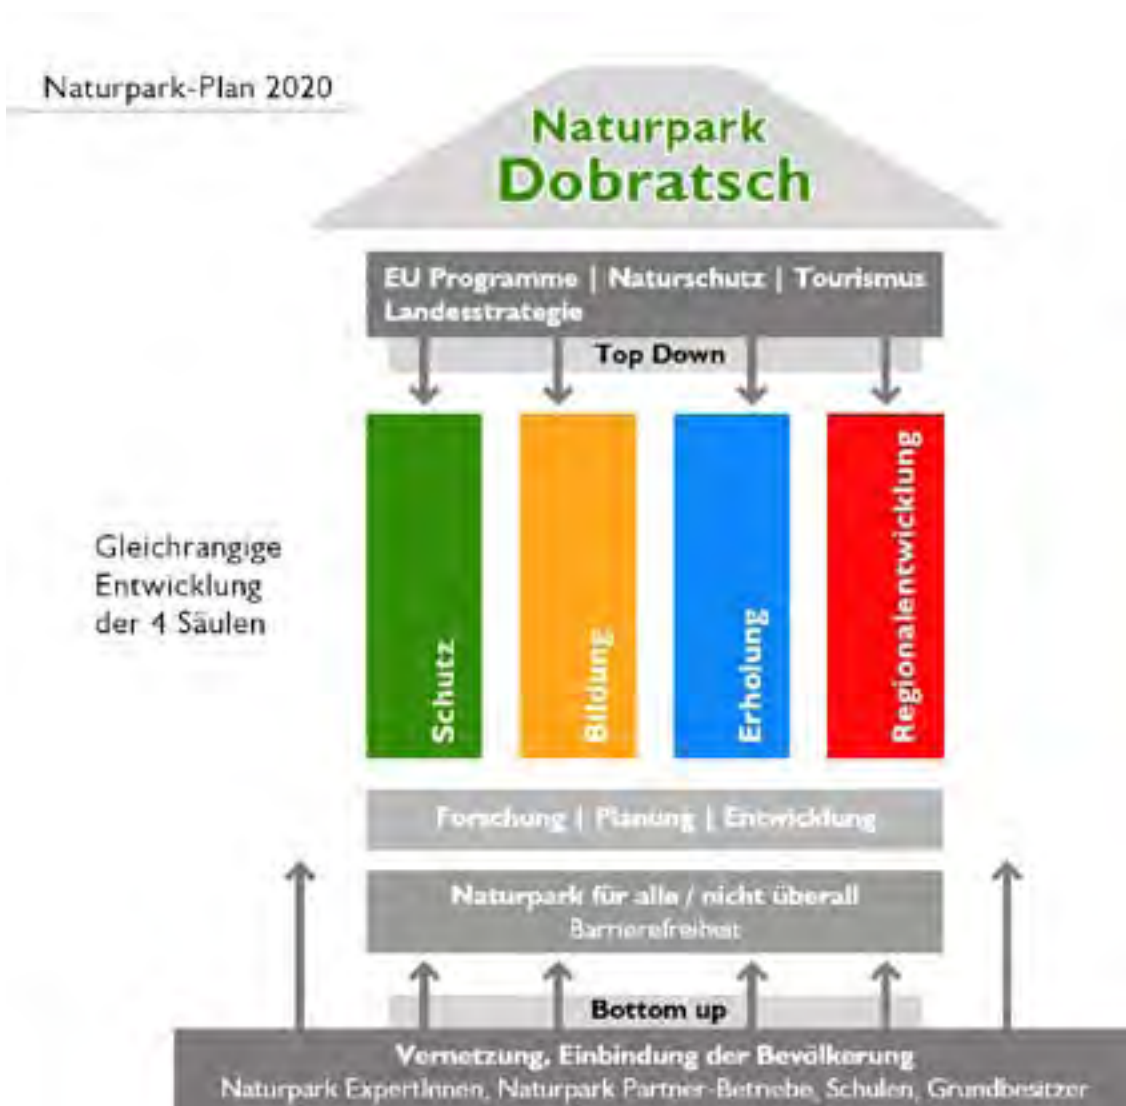 Naturpark-Plan 2020
Naturpark
Dobratsch
EU Programme | Naturschutz | Tourismus
Landesstrategie
Top Down
Gleichrangige
Entwicklung
der 4 Säulen
Schutz
Bildung
Erholung
Regionalentwicklung
Forschung | Planung | Entwicklung
Naturpark für alle / nicht überall
Barrierefreiheit
Bottom up
Vernetzung, Einbindung der Bevölkerung
Naturpark ExpertInnen, Naturpark Partner-Betriebe, Schulen, Grundbesitzer